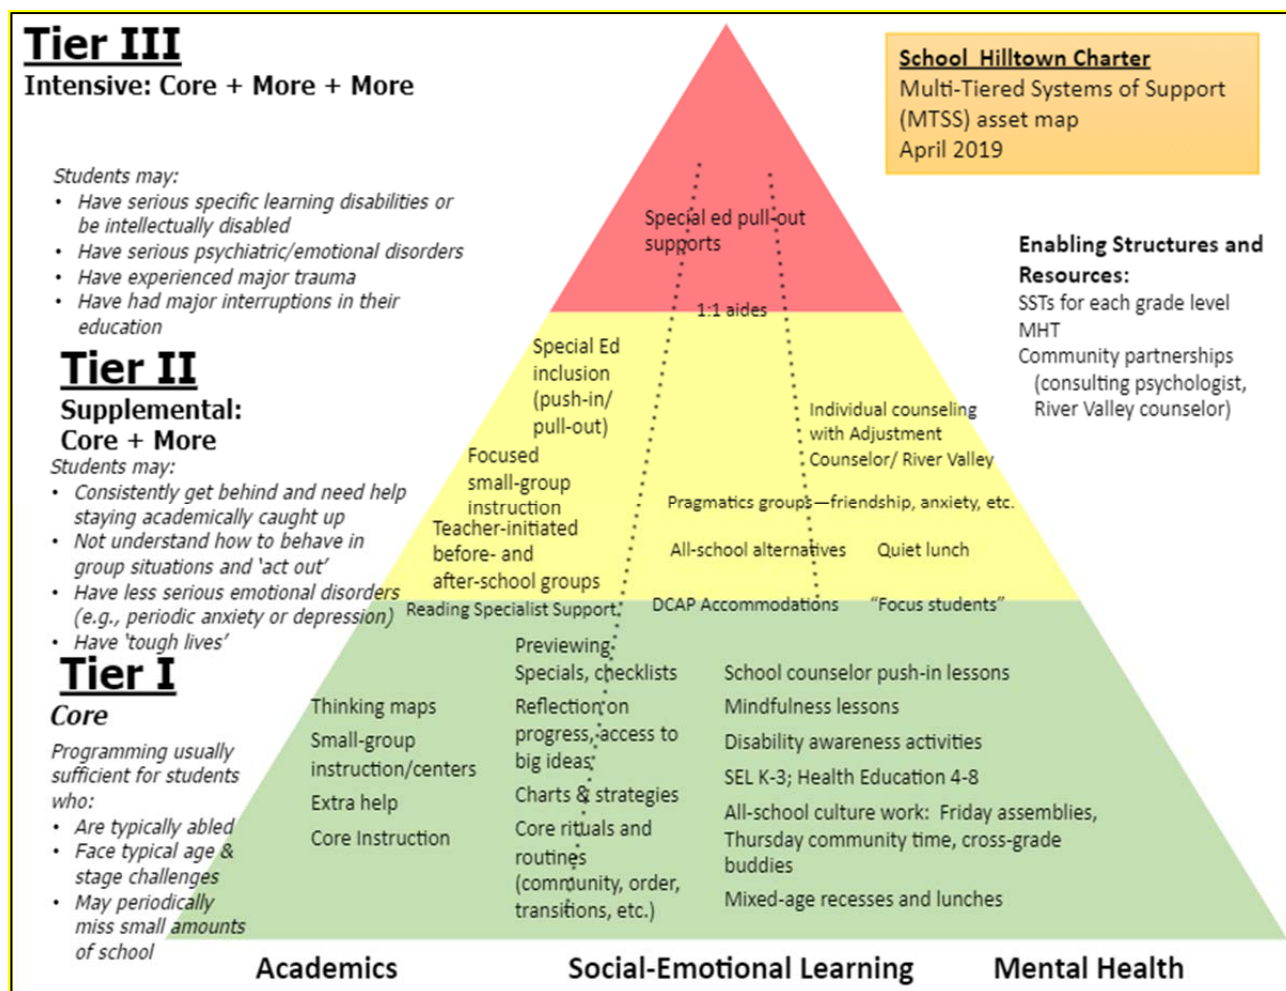 Tier III
Intensive: Core + More + More
Students may:
• Have serious specific learning disabilities or
be intellectually disabled
• Have serious psychiatric/emotional disorders
• Have experienced major trauma
• Have had major interruptions in their
education
Tier II
Supplemental:
Core + More
Students may:
• Consistently get behind and need help
staying academically caught up
• Not understand how to behave in
group situations and ‘act out’
• Have less serious emotional disorders
(e.g., periodic anxiety or depression)
• Have ‘tough lives’
Tier I
Core
Programming usually
sufficient for students
who:
• Are typically abled
• Face typical age &
stage challenges
• May periodically
miss small amounts
of school
School Hilltown Charter
Multi-Tiered Systems of Support
(MTSS) asset map
April 2019
Enabling Structures and
Resources:
SSTs for each grade level
MHT
Community partnerships
(consulting psychologist,
River Valley counselor)
Special ed pull-out
supports
1:1 aides
Special Ed
inclusion
(push-in/
pull-out)
Focused
small-group
instruction
Teacher-initiated
before- and
after-school groups
Individual counseling
with Adjustment
Counselor/ River Valley
Pragmatics groups—friendship, anxiety, etc.
All-school alternatives
Quiet lunch
Reading Specialist Support
DCAP Accommodations
“Focus students”
Thinking maps
Small-group
instruction/centers
Extra help
Core Instruction
Previewing
Specials, checklists
Reflection on
progress, access to
big ideas
Charts & strategies
Core rituals and
routines
(community, order,
transitions, etc.)
School counselor push-in lessons
Mindfulness lessons
Disability awareness activities
SEL K-3; Health Education 4-8
All-school culture work: Friday assemblies,
Thursday community time, cross-grade
buddies
Mixed-age recesses and lunches
Academics
Social-Emotional Learning
Mental Health